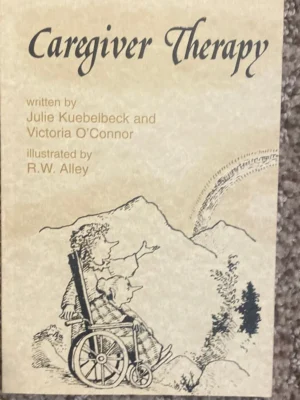 Caregiver Therapy
written by
Julie Kuebelbeck and
Victoria O'Connor
illustrated by
R.W. Alley